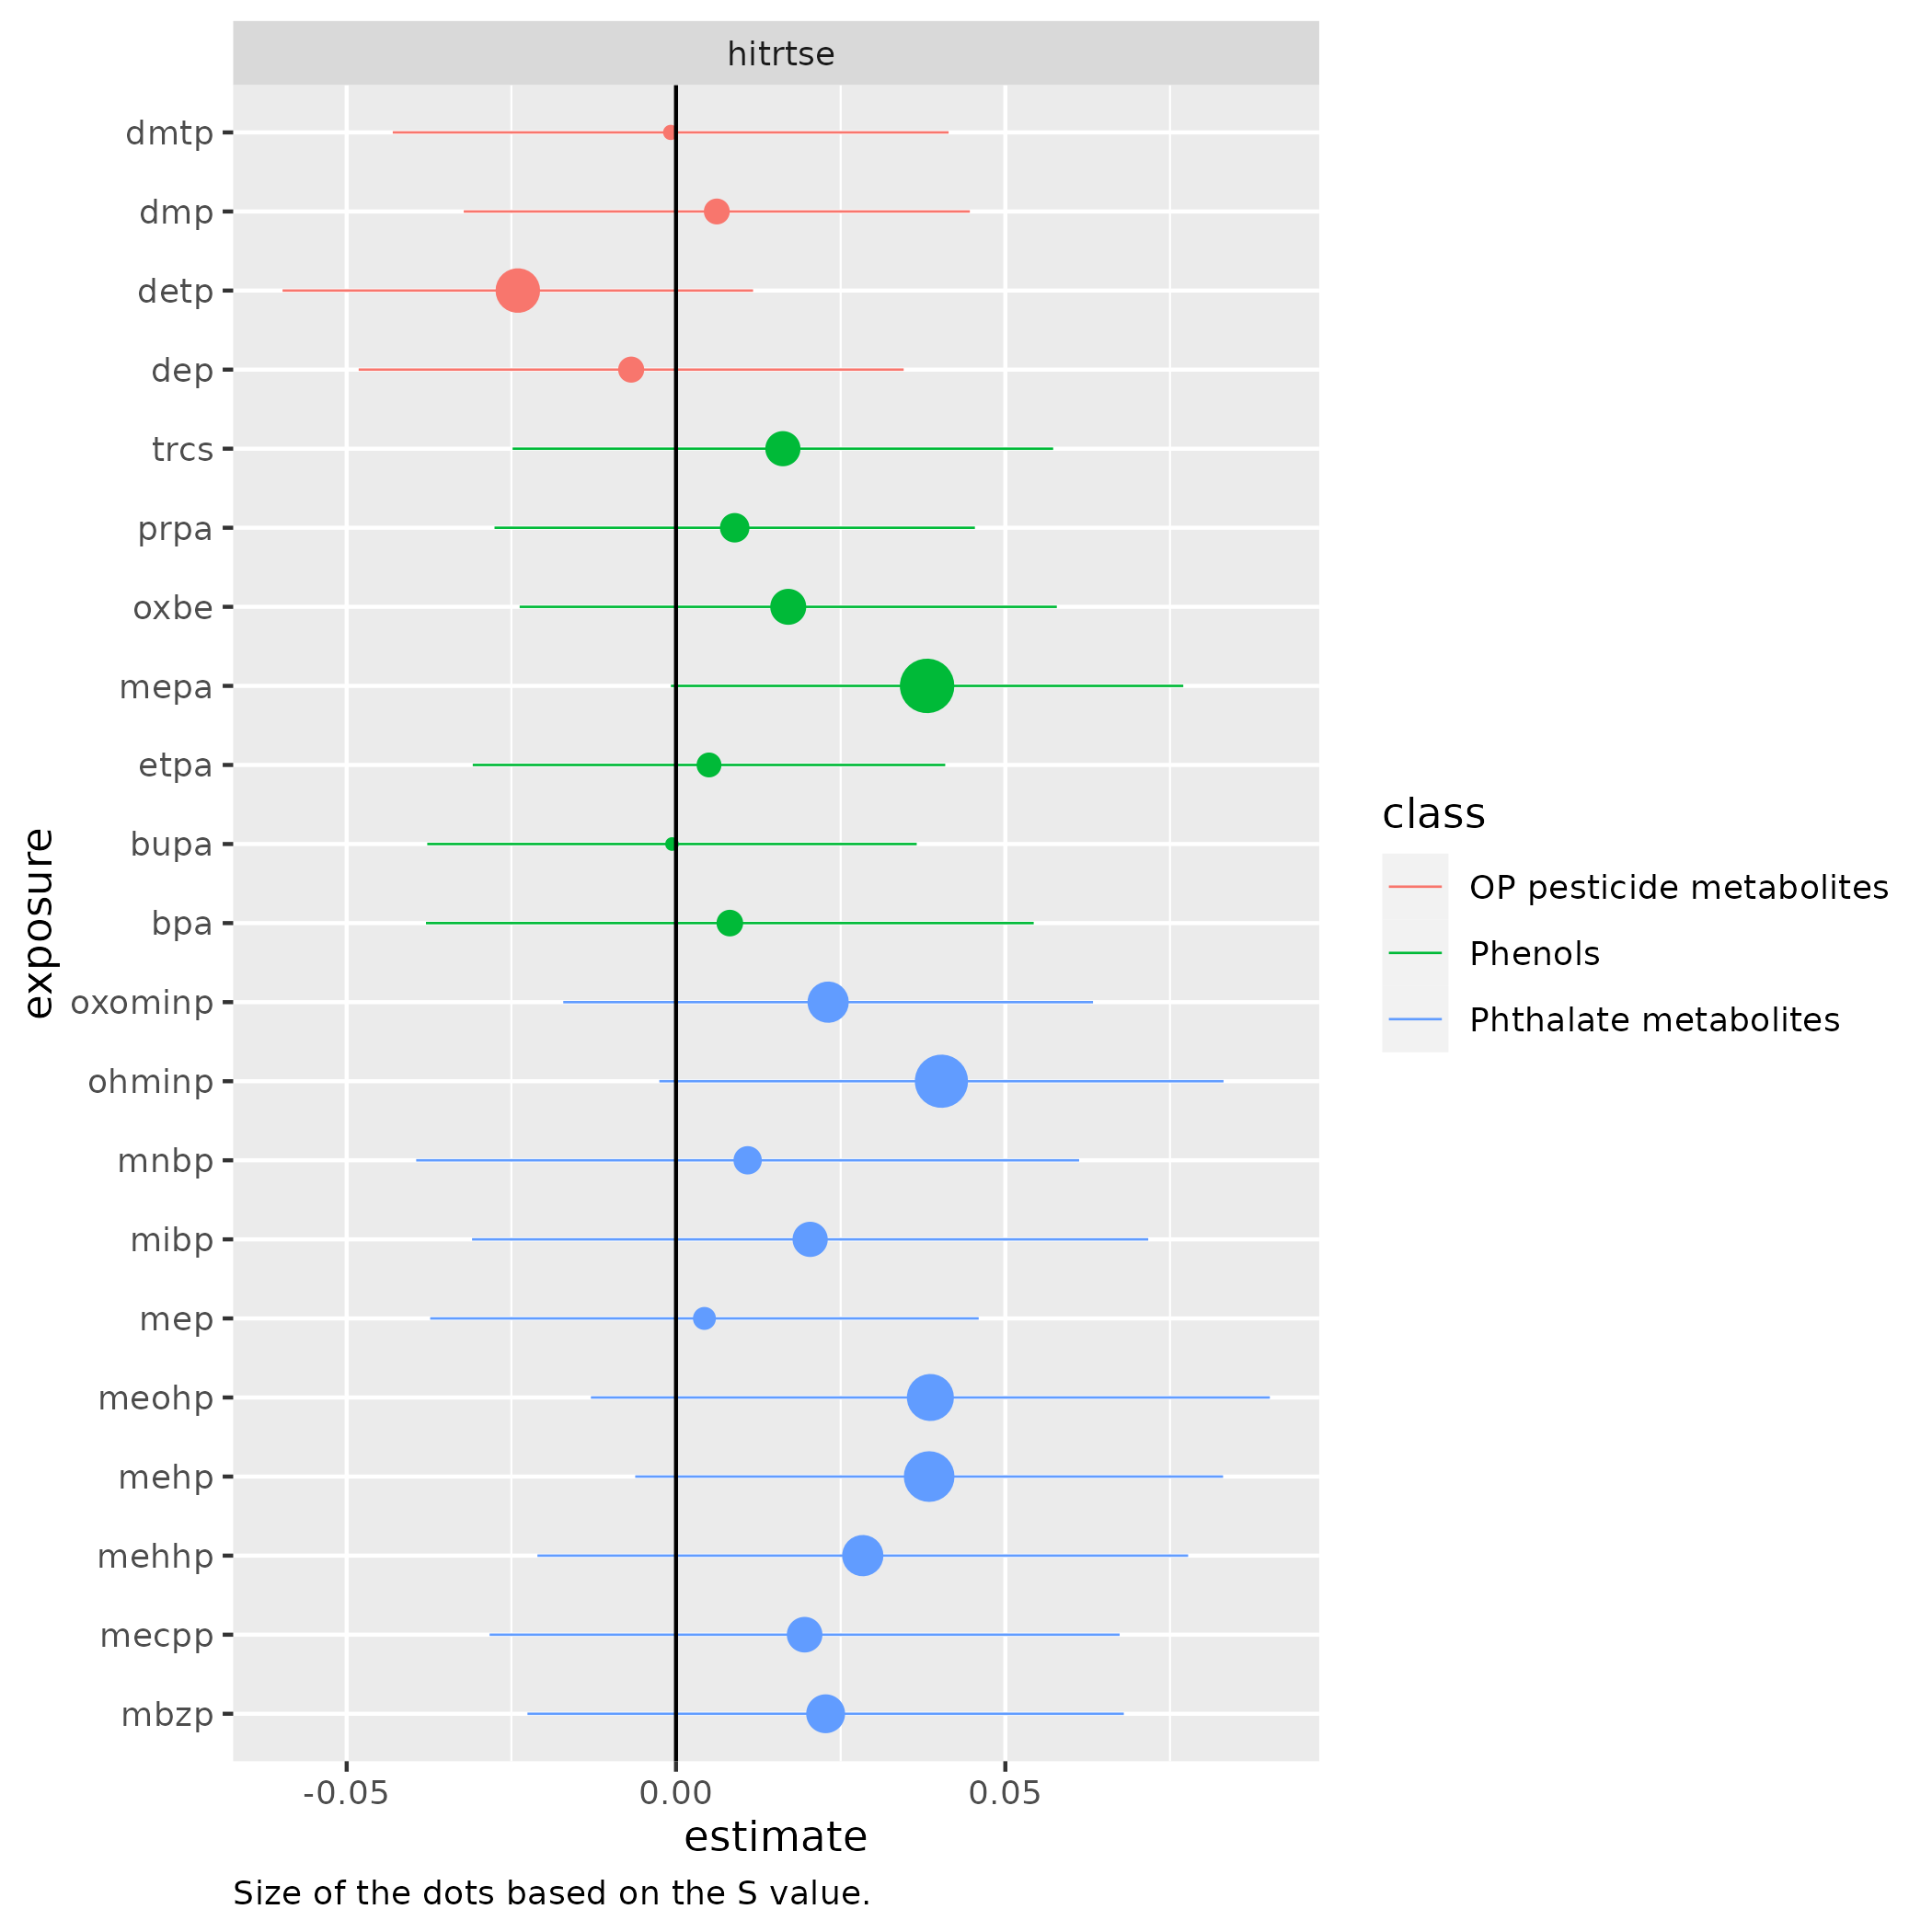 hitrtse
dmtp
dmp
detp
dep
trcs
prpa
oxbe
mepa
etpa
bupa
bpa
oxominp
ohminp
mnbp
mibp
mep
meohp
mehp
mehhp
mecpp
mbzp
exposure
-0.05 0.00 0.05
estimate
Size of the dots based on the S value.
class
OP pesticide metabolites
Phenols
Phthalate metabolites